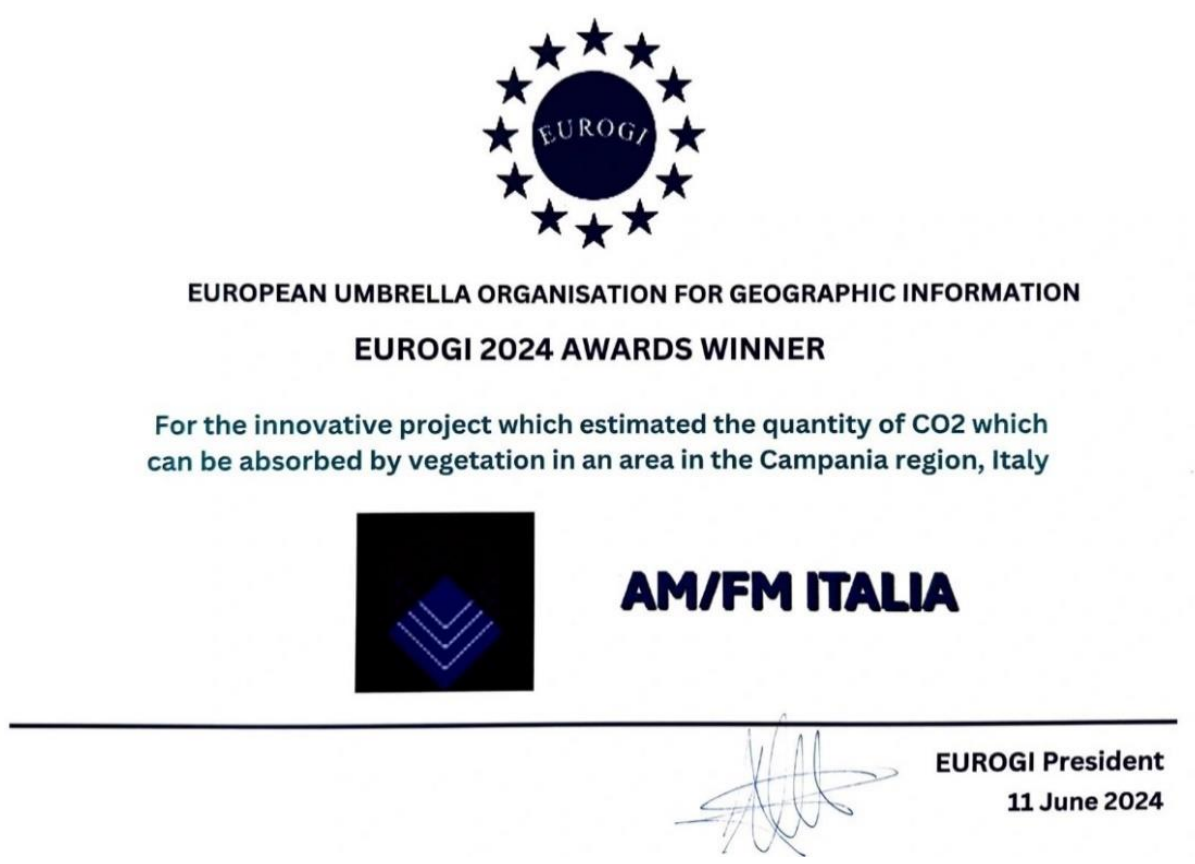 EUROGI
EUROPEAN UMBRELLA ORGANISATION FOR GEOGRAPHIC INFORMATION
EUROGI 2024 AWARDS WINNER
For the innovative project which estimated the quantity of CO2 which
can be absorbed by vegetation in an area in the Campania region, Italy
AM/FM ITALIA
EUROGI President
11 June 2024